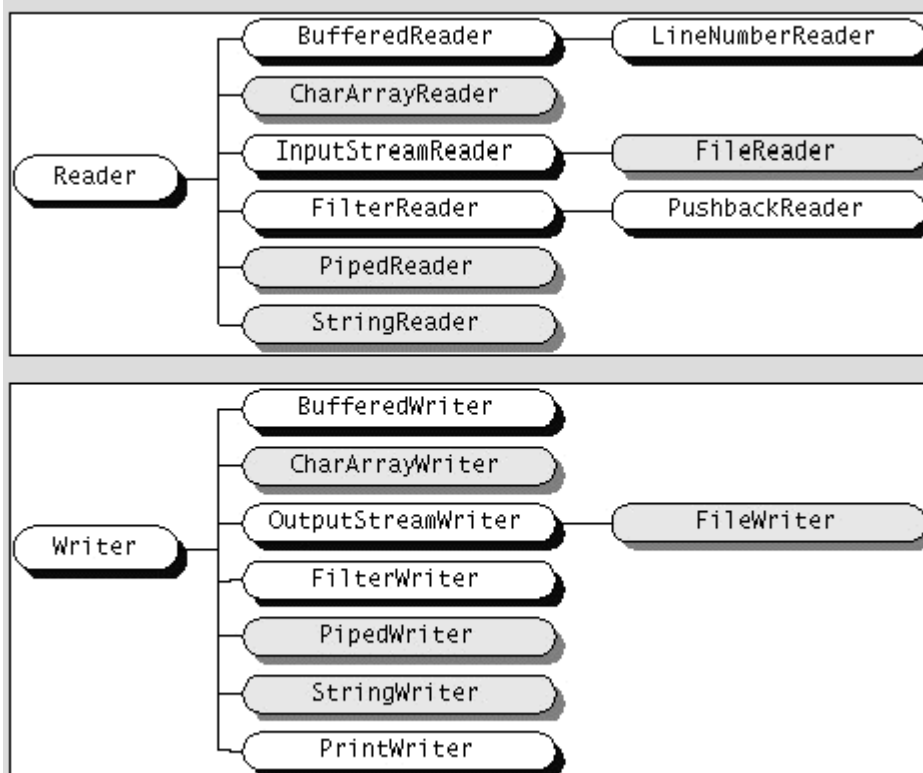 BufferedReader
LineNumberReader
CharArrayReader
InputStreamReader
FileReader
Reader
FilterReader
PushbackReader
PipedReader
StringReader
BufferedWriter
CharArrayWriter
OutputStreamWriter
FileWriter
Writer
FilterWriter
PipedWriter
StringWriter
PrintWriter